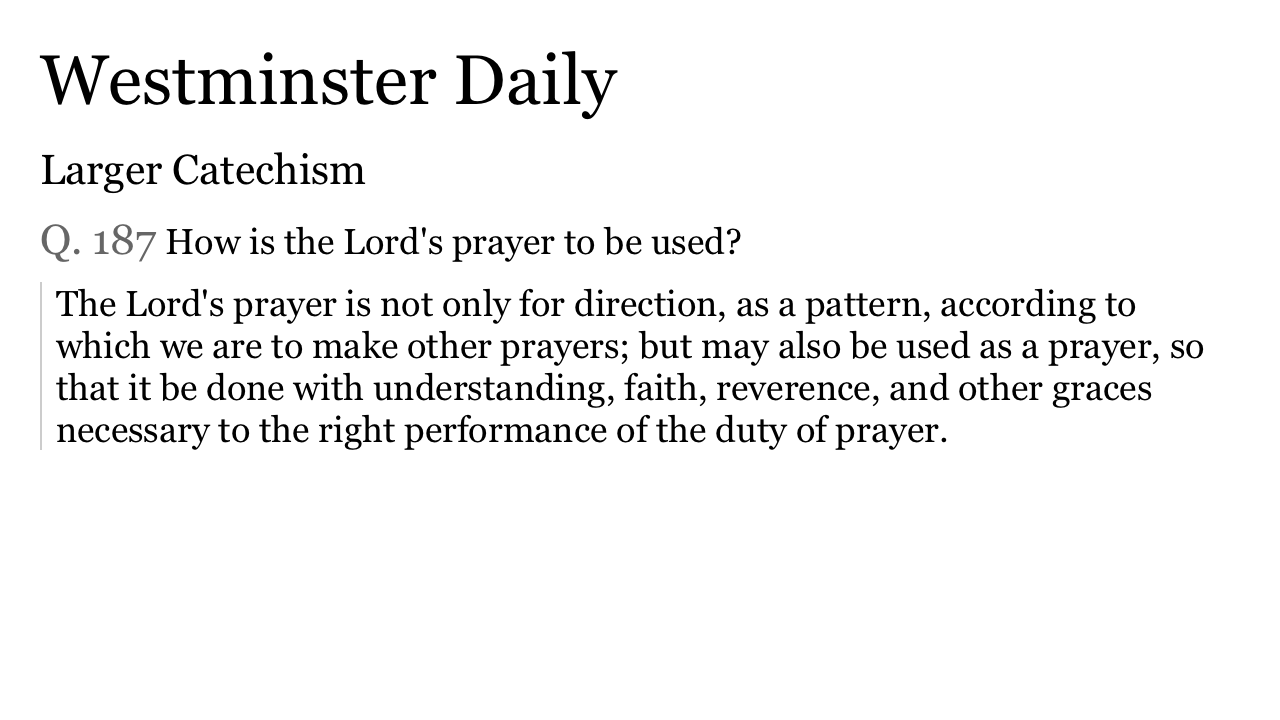 Westminster Daily
Larger Catechism
Q. 187 How is the Lord's prayer to be used?
The Lord's prayer is not only for direction, as a pattern, according to
which we are to make other prayers; but may also be used as a prayer, so
that it be done with understanding, faith, reverence, and other graces
necessary to the right performance of the duty of prayer.